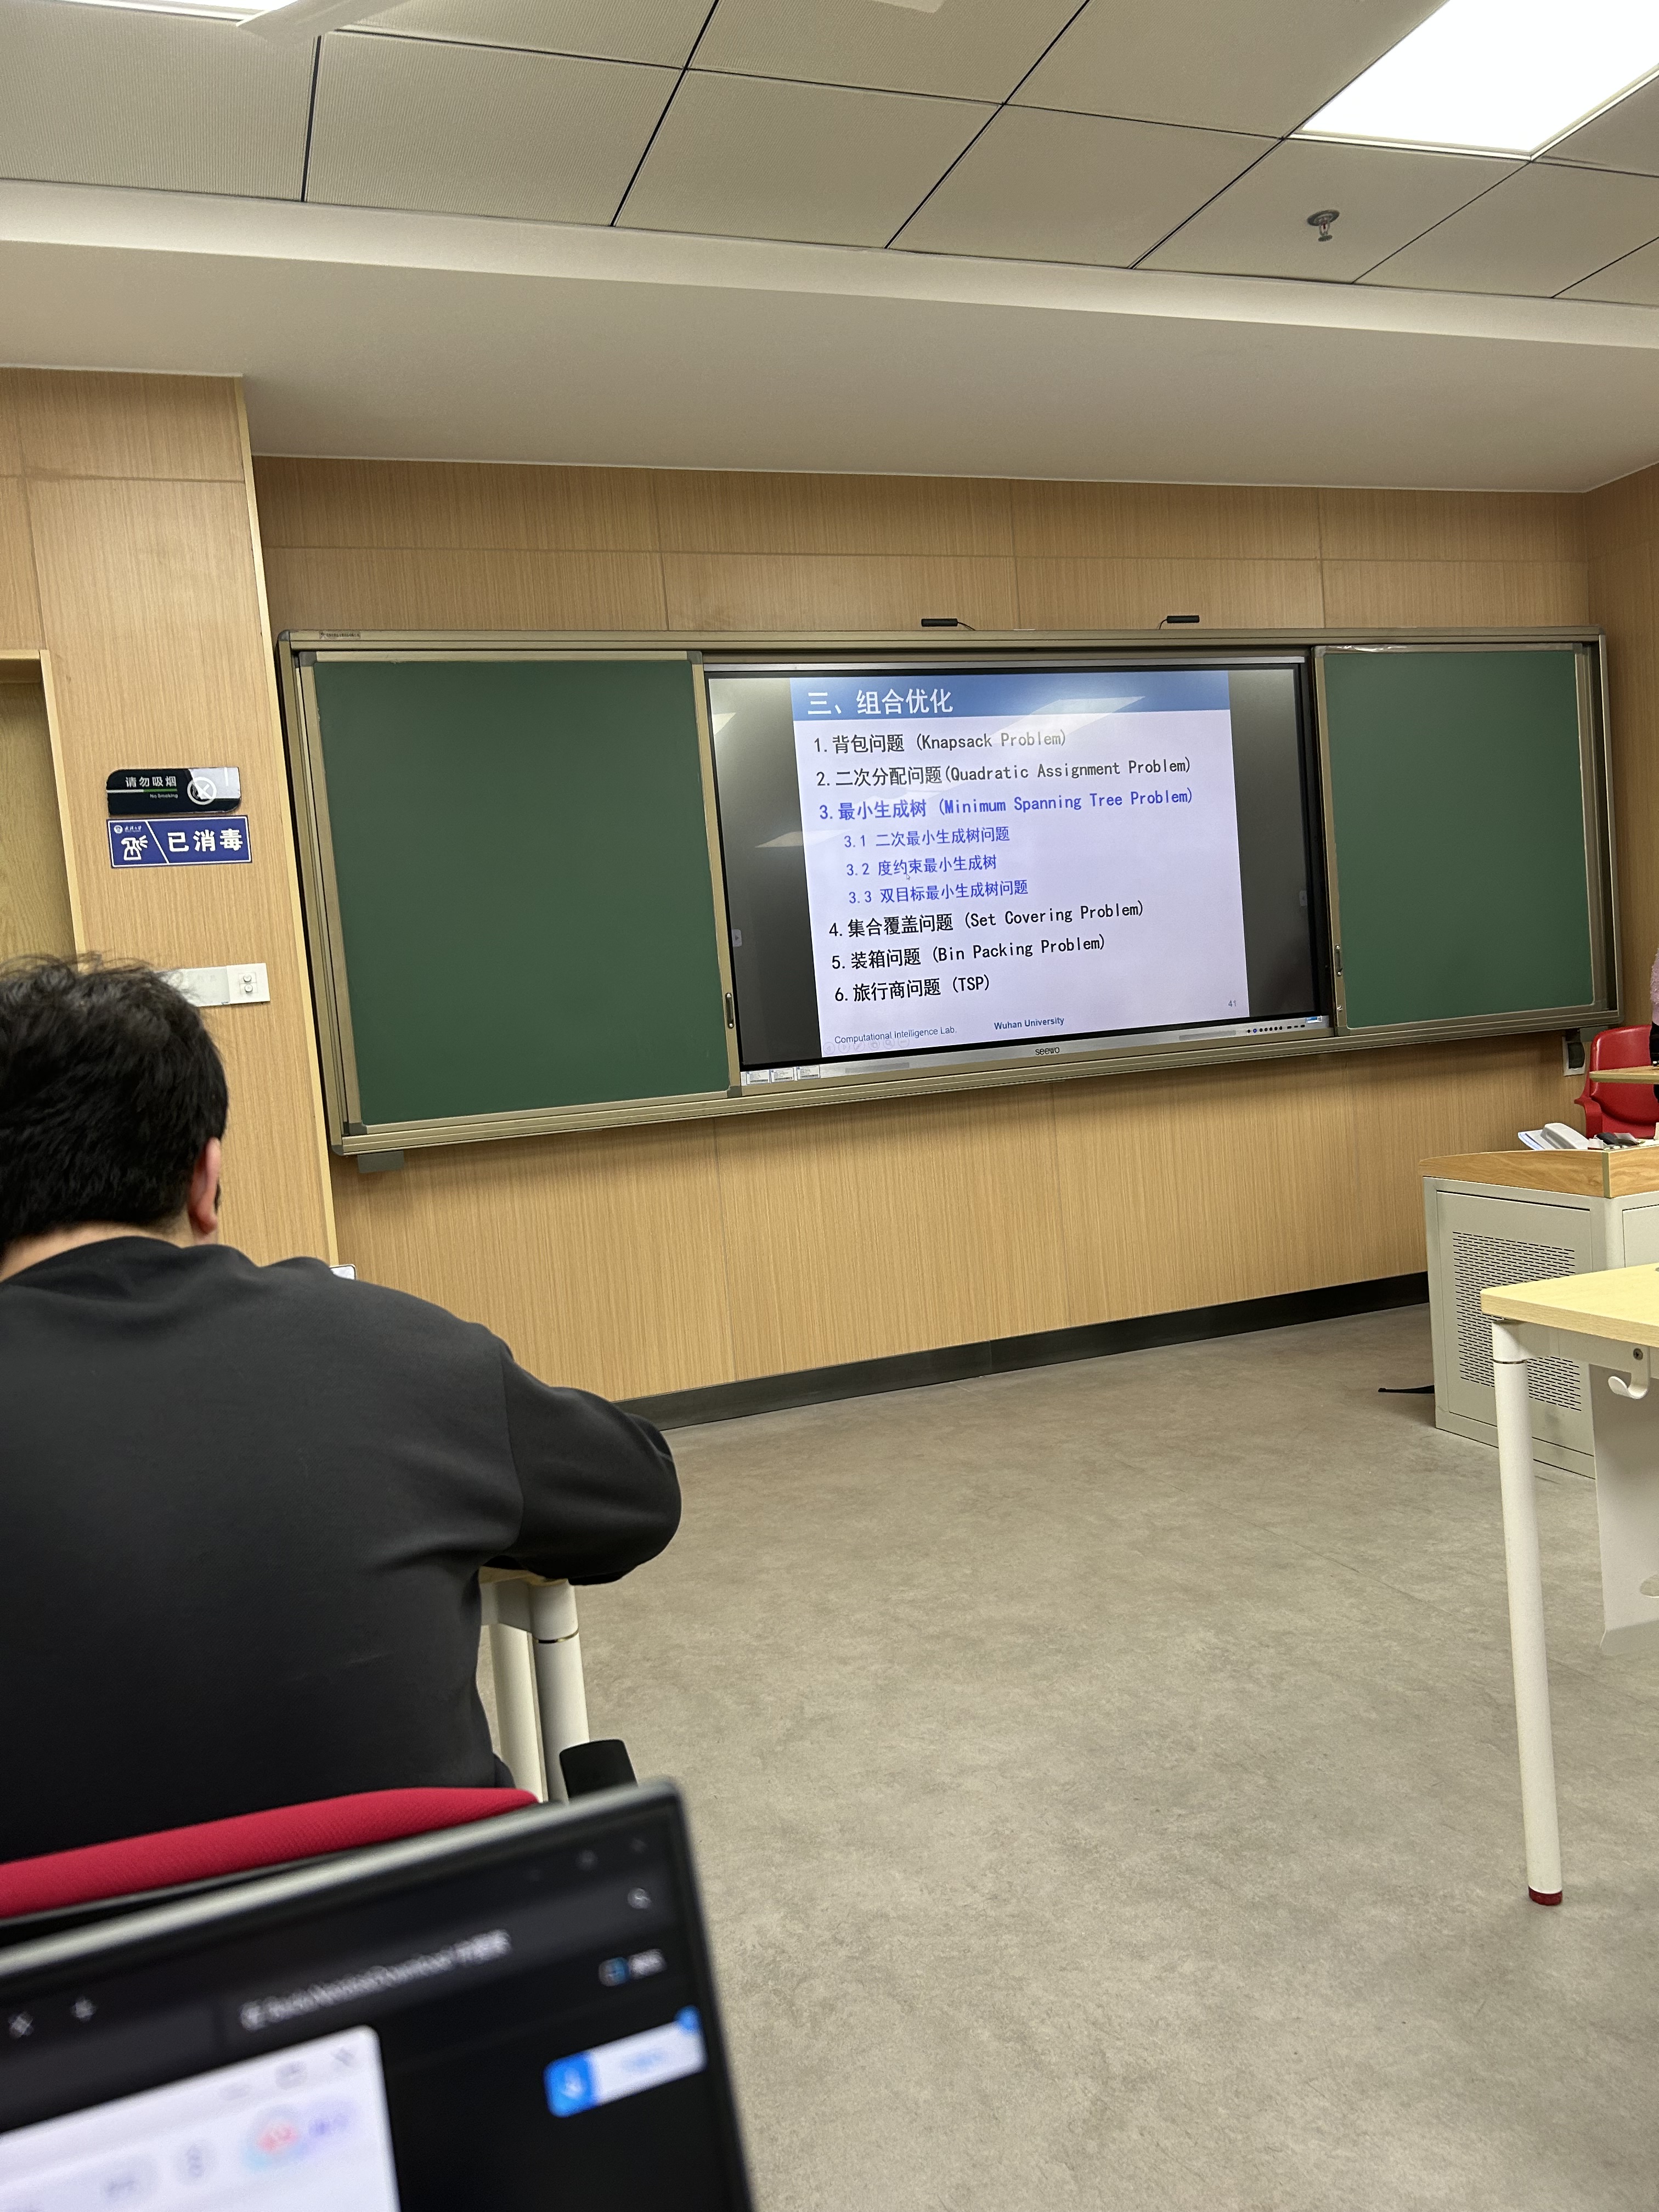 三、组合优化
1. 背包问题 (Knapsack Problem)
2. 二次分配问题(Quadratic Assignment Problem)
3. 最小生成树 (Minimum Spanning Tree Problem)
3.1 二次最小生成树问题
3.2 度约束最小生成树
3.3 双目标最小生成树问题
4. 集合覆盖问题 (Set Covering Problem)
5. 装箱问题 (Bin Packing Problem)
6. 旅行商问题 (TSP)
41
Computational Intelligence Lab. Wuhan University
seewo
请勿吸烟
No Smoking
已消毒